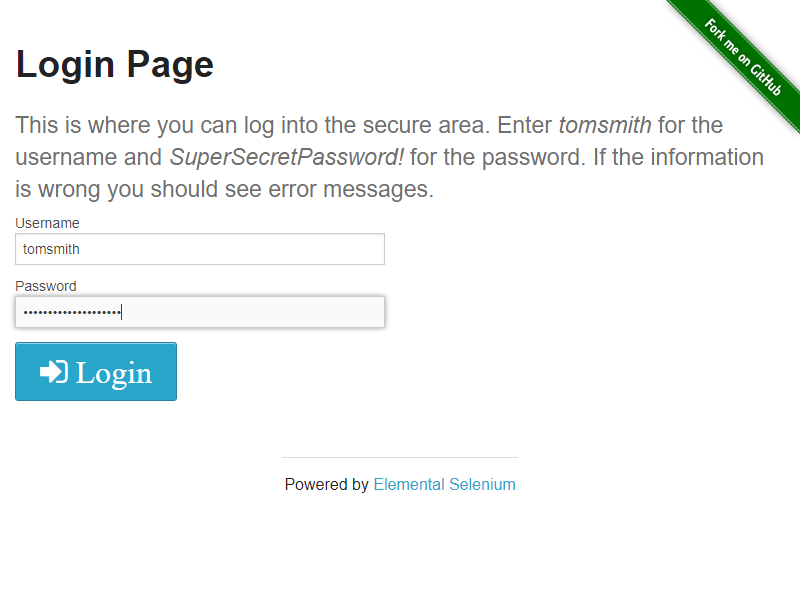 Fork me on GitHub
Login Page
This is where you can log into the secure area. Enter tomsmith for the
username and SuperSecretPassword! for the password. If the information
is wrong you should see error messages.
Username
tomsmith
Password
••••••••••••••••••••
Login
Powered by Elemental Selenium